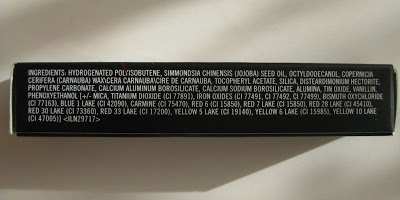 INGREDIENTS: HYDROGENATED POLYISOBUTENE, SIMMONDSIA CHINENSIS (JOJOBA) SEED OIL, OCTYLDODECANOL, COPERNICIA
CERIFERA (CARNAUBA) WAX/CERA CARNAUBA/CIRE DE CARNAUBA, TOCOPHERYL ACETATE, SILICA, DISTEARDIMONIUM HECTORITE,
PROPYLENE CARBONATE, CALCIUM ALUMINUM BOROSILICATE, CALCIUM SODIUM BOROSILICATE, ALUMINA, TIN OXIDE, VANILLIN,
PHENOXYETHANOL [+/- MICA, TITANIUM DIOXIDE (CI 77891), IRON OXIDES (CI 77491, CI 77492, CI 77499), BISMUTH OXYCHLORIDE
(CI 77163), BLUE 1 LAKE (CI 42090), CARMINE (CI 75470), RED 6 (CI 15850), RED 7 LAKE (CI 15850), RED 28 LAKE (CI 45410),
RED 30 LAKE (CI 73360), RED 33 LAKE (CI 17200), YELLOW 5 LAKE (CI 19140), YELLOW 6 LAKE (CI 15985), YELLOW 10 LAKE
(CI 47005)] <ILN29717>